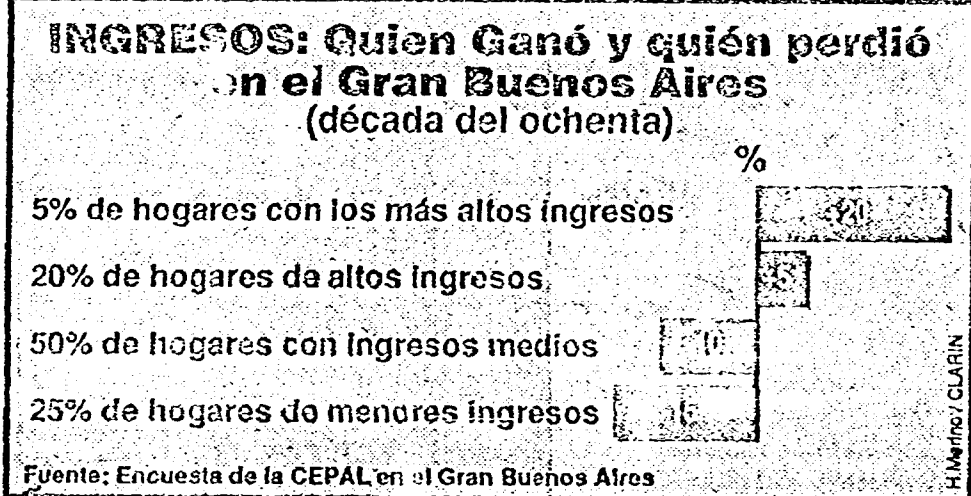 INGRESOS: Quien Ganó y quién perdió
en el Gran Buenos Aires
(década del ochenta)
%
5% de hogares con los más altos ingresos 20
20% de hogares de altos ingresos
50% de hogares con ingresos medios 10
25% de hogares de menores ingresos
Fuente: Encuesta de la CEPAL en el Gran Buenos Aires
H.Merino / CLARIN